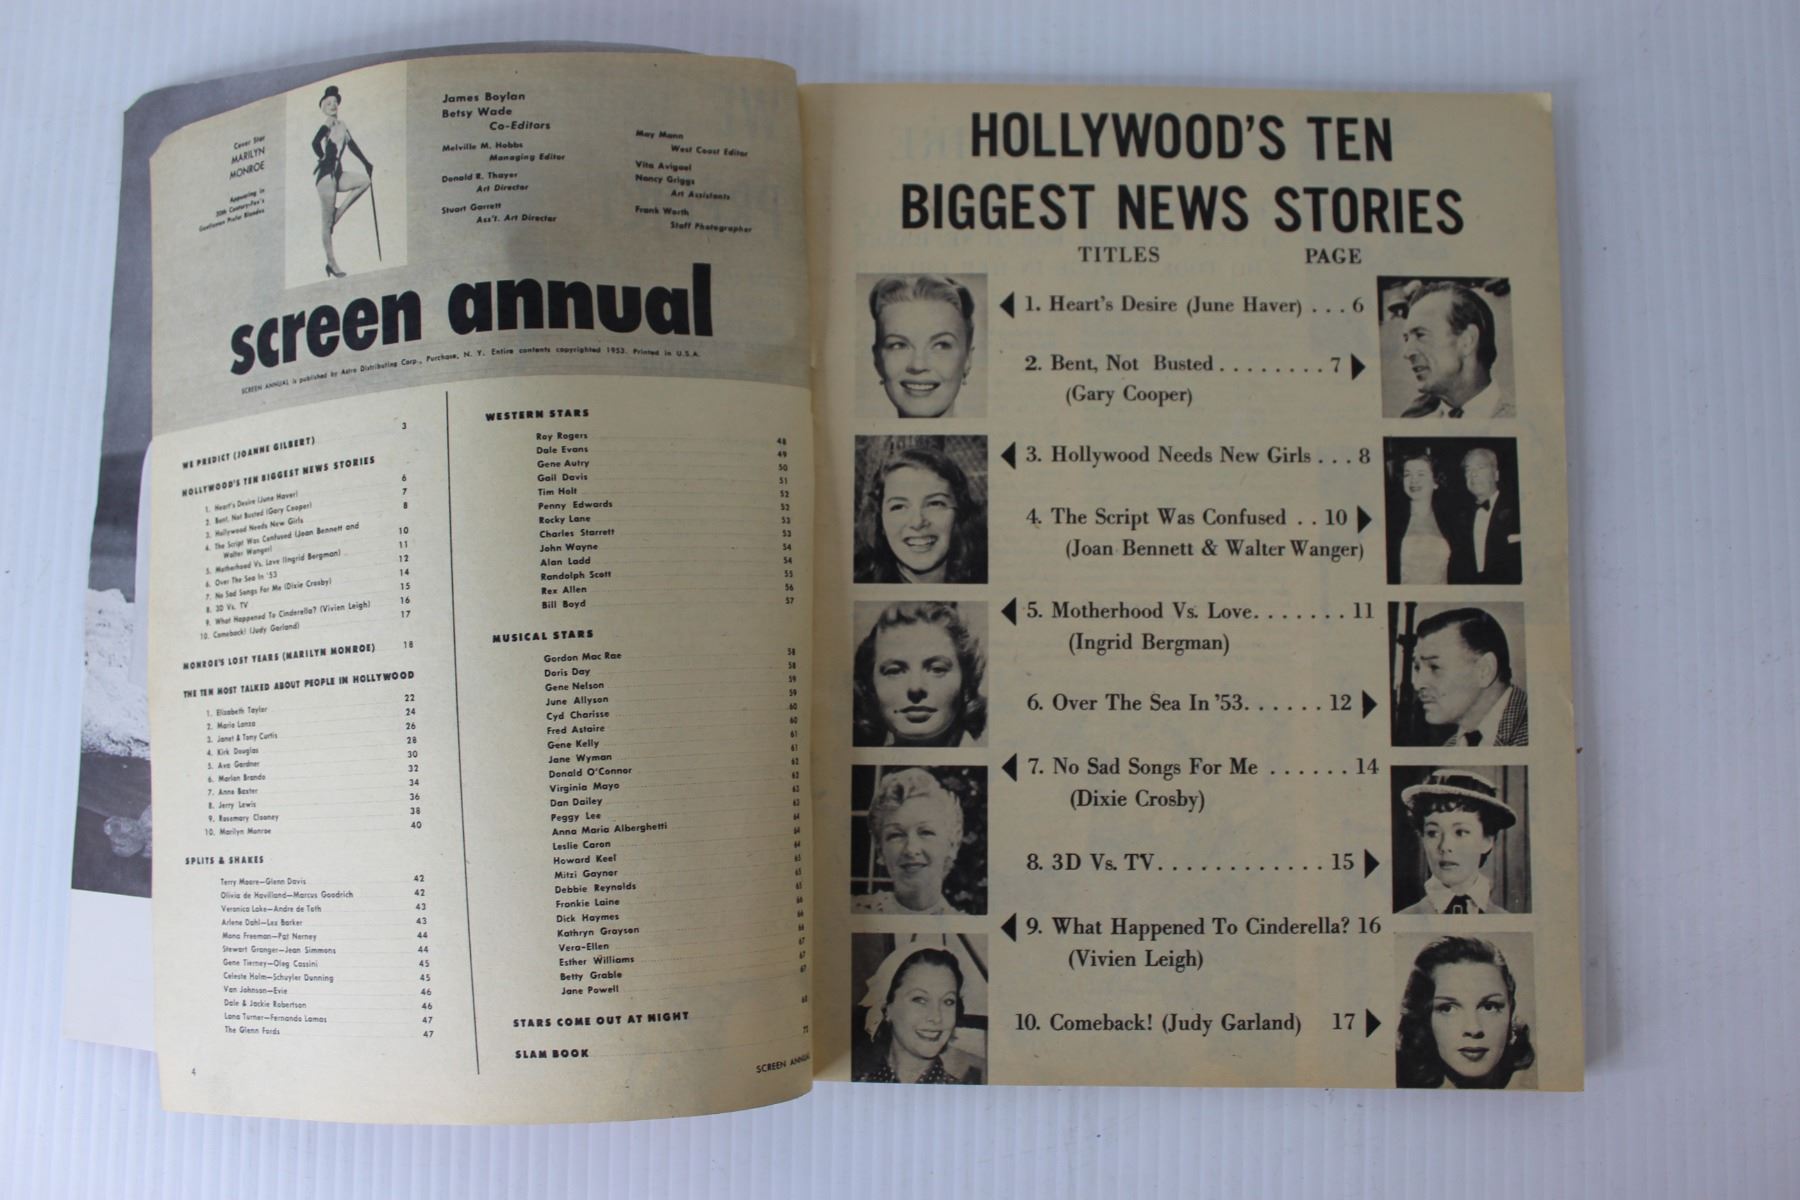 Cover Star
MARILYN
MONROE
Appearing in
20th Century-Fox's
Gentlemen Prefer Blondes
James Boylan
Betsy Wade
Co-Editors
Melville M. Hobbs
Managing Editor
Donald R. Thayer
Art Director
Stuart Garrett
Ass't. Art Director
May Mann
West Coast Editor
Vita Avigael
Nancy Griggs
Art Assistants
Frank Worth
Staff Photographer
screen annual
SCREEN ANNUAL is published by Astro Distributing Corp., Purchase, N. Y. Entire contents copyrighted 1953. Printed in U.S.A.
WE PREDICT (JOANNE GILBERT) 3
HOLLYWOOD'S TEN BIGGEST NEWS STORIES
1. Heart's Desire (June Haver) 6
2. Bent, Not Busted (Gary Cooper) 7
3. Hollywood Needs New Girls 8
4. The Script Was Confused (Joan Bennett and
Walter Wanger) 10
5. Motherhood Vs. Love (Ingrid Bergman) 11
6. Over The Sea In '53 12
7. No Sad Songs For Me (Dixie Crosby) 14
8. 3D Vs. TV 15
9. What Happened To Cinderella? (Vivien Leigh) 16
10. Comeback! (Judy Garland) 17
MONROE'S LOST YEARS (MARILYN MONROE) 18
THE TEN MOST TALKED ABOUT PEOPLE IN HOLLYWOOD
1. Elizabeth Taylor 22
2. Mario Lanza 24
3. Janet & Tony Curtis 26
4. Kirk Douglas 28
5. Ava Gardner 30
6. Marlon Brando 32
7. Anne Baxter 34
8. Jerry Lewis 36
9. Rosemary Clooney 38
10. Marilyn Monroe 40
SPLITS & SHAKES
Terry Moore—Glenn Davis 42
Olivia de Havilland—Marcus Goodrich 42
Veronica Lake—Andre de Toth 43
Arlene Dahl—Lex Barker 43
Mona Freeman—Pat Nerney 44
Stewart Granger—Jean Simmons 44
Gene Tierney—Oleg Cassini 45
Celeste Holm—Schuyler Dunning 45
Van Johnson—Evie 46
Dale & Jackie Robertson 46
Lana Turner—Fernando Lamas 47
The Glenn Fords 47
4
WESTERN STARS
Roy Rogers 48
Dale Evans 49
Gene Autry 50
Gail Davis 51
Tim Holt 52
Penny Edwards 52
Rocky Lane 53
Charles Starrett 53
John Wayne 54
Alan Ladd 54
Randolph Scott 55
Rex Allen 56
Bill Boyd 57
MUSICAL STARS
Gordon Mac Rae 58
Doris Day 58
Gene Nelson 59
June Allyson 59
Cyd Charisse 60
Fred Astaire 60
Gene Kelly 61
Jane Wyman 61
Donald O'Connor 62
Virginia Mayo 63
Dan Dailey 63
Peggy Lee 64
Anna Maria Alberghetti 64
Leslie Caron 64
Howard Keel 65
Mitzi Gaynor 65
Debbie Reynolds 65
Frankie Laine 66
Dick Haymes 66
Kathryn Grayson 66
Vera-Ellen 67
Esther Williams 67
Betty Grable 67
Jane Powell
STARS COME OUT AT NIGHT 68
SLAM BOOK 72
SCREEN ANNUAL
HOLLYWOOD'S TEN
BIGGEST NEWS STORIES
TITLES PAGE
1. Heart's Desire (June Haver) . . . 6
2. Bent, Not Busted . . . . . . . . 7
(Gary Cooper)
3. Hollywood Needs New Girls . . . 8
4. The Script Was Confused . . 10
(Joan Bennett & Walter Wanger)
5. Motherhood Vs. Love. . . . . . . 11
(Ingrid Bergman)
6. Over The Sea In '53. . . . . . 12
7. No Sad Songs For Me . . . . . . 14
(Dixie Crosby)
8. 3D Vs. TV. . . . . . . . . . . . 15
9. What Happened To Cinderella? 16
(Vivien Leigh)
10. Comeback! (Judy Garland) 17